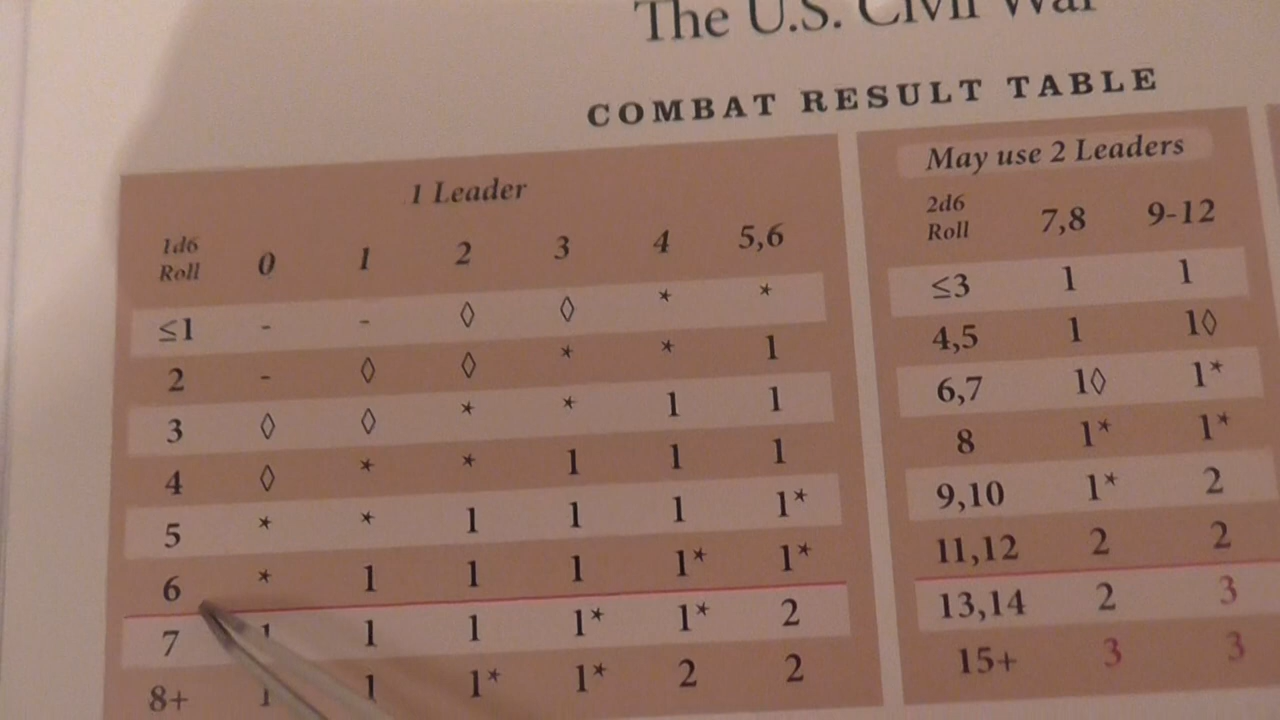 The U.S. Civil War
COMBAT RESULT TABLE
1 Leader
1d6 Roll 0 1 2 3 4 5,6
≤1 - - ◊ ◊ * *
2 - ◊ ◊ * * 1
3 ◊ ◊ * * 1 1
4 ◊ * * 1 1 1
5 * * 1 1 1 1*
6 * 1 1 1 1* 1*
7 1 1 1 1* 1* 2
8+ 1 1 1* 1* 2 2
May use 2 Leaders
2d6 Roll 7,8 9-12
≤3 1 1
4,5 1 1◊
6,7 1◊ 1*
8 1* 1*
9,10 1* 2
11,12 2 2
13,14 2 3
15+ 3 3